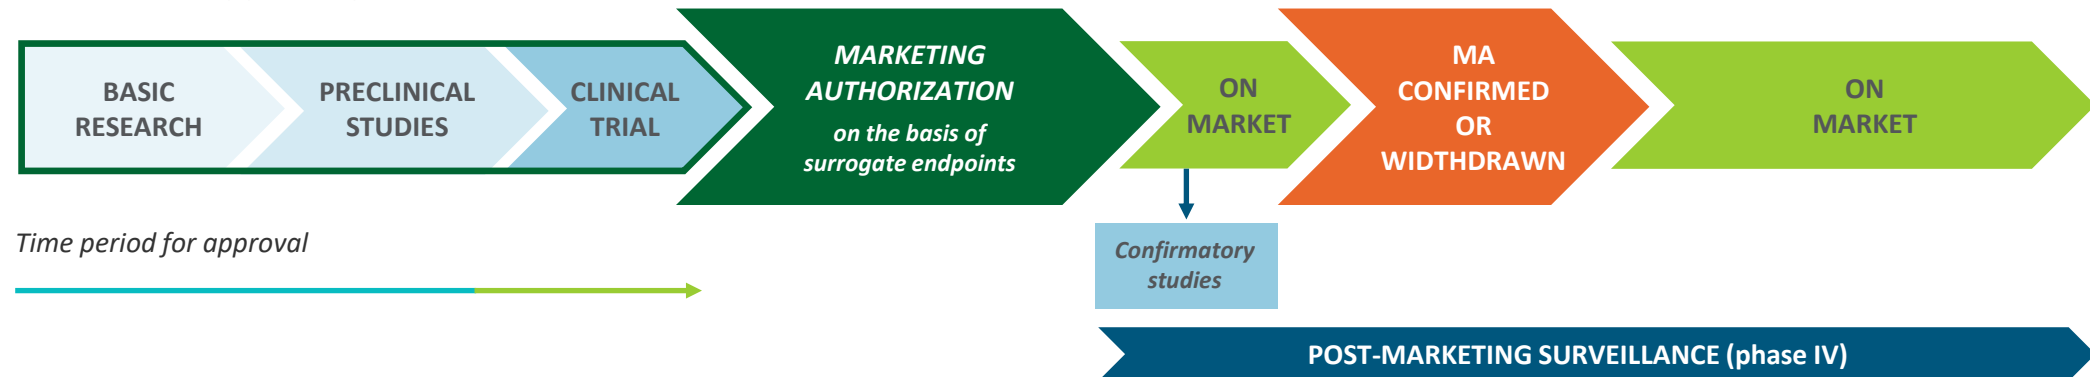 BASIC
RESEARCH
PRECLINICAL
STUDIES
CLINICAL
TRIAL
MARKETING
AUTHORIZATION
on the basis of
surrogate endpoints
ON
MARKET
MA
CONFIRMED
OR
WIDTHDRAWN
ON
MARKET
Time period for approval
Confirmatory
studies
POST-MARKETING SURVEILLANCE (phase IV)